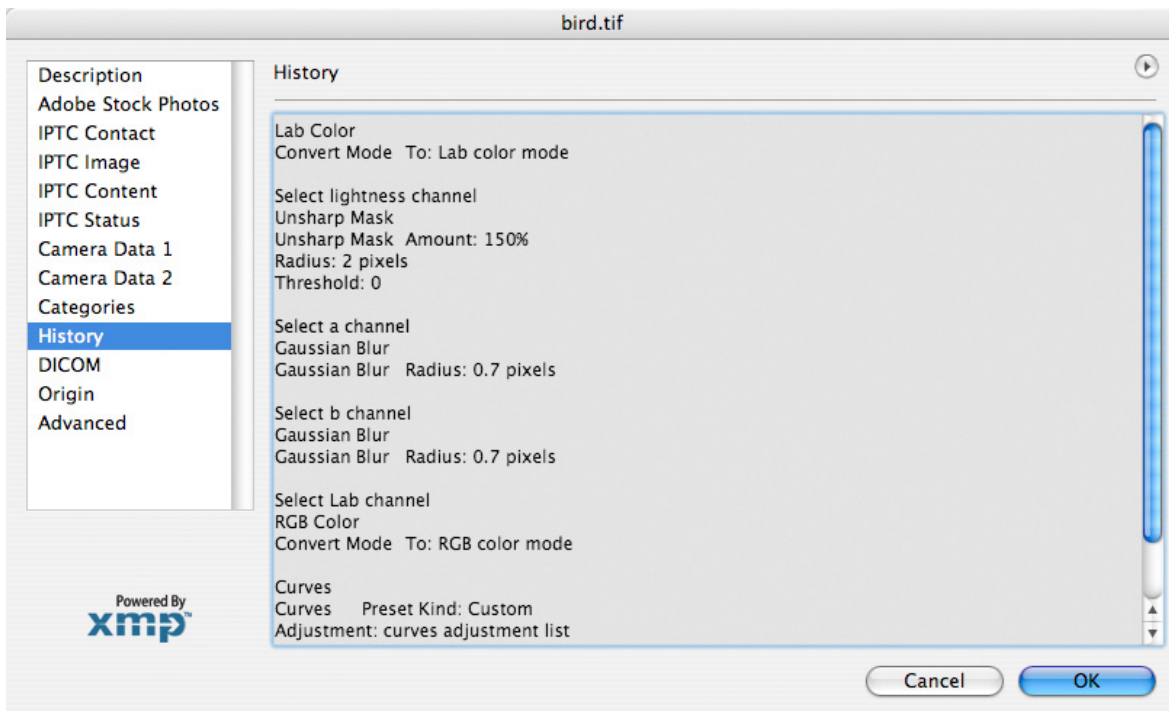 bird.tif
Description
Adobe Stock Photos
IPTC Contact
IPTC Image
IPTC Content
IPTC Status
Camera Data 1
Camera Data 2
Categories
History
DICOM
Origin
Advanced
Powered By
xmp™
History
Lab Color
Convert Mode To: Lab color mode
Select lightness channel
Unsharp Mask
Unsharp Mask Amount: 150%
Radius: 2 pixels
Threshold: 0
Select a channel
Gaussian Blur
Gaussian Blur Radius: 0.7 pixels
Select b channel
Gaussian Blur
Gaussian Blur Radius: 0.7 pixels
Select Lab channel
RGB Color
Convert Mode To: RGB color mode
Curves
Curves Preset Kind: Custom
Adjustment: curves adjustment list
Cancel
OK